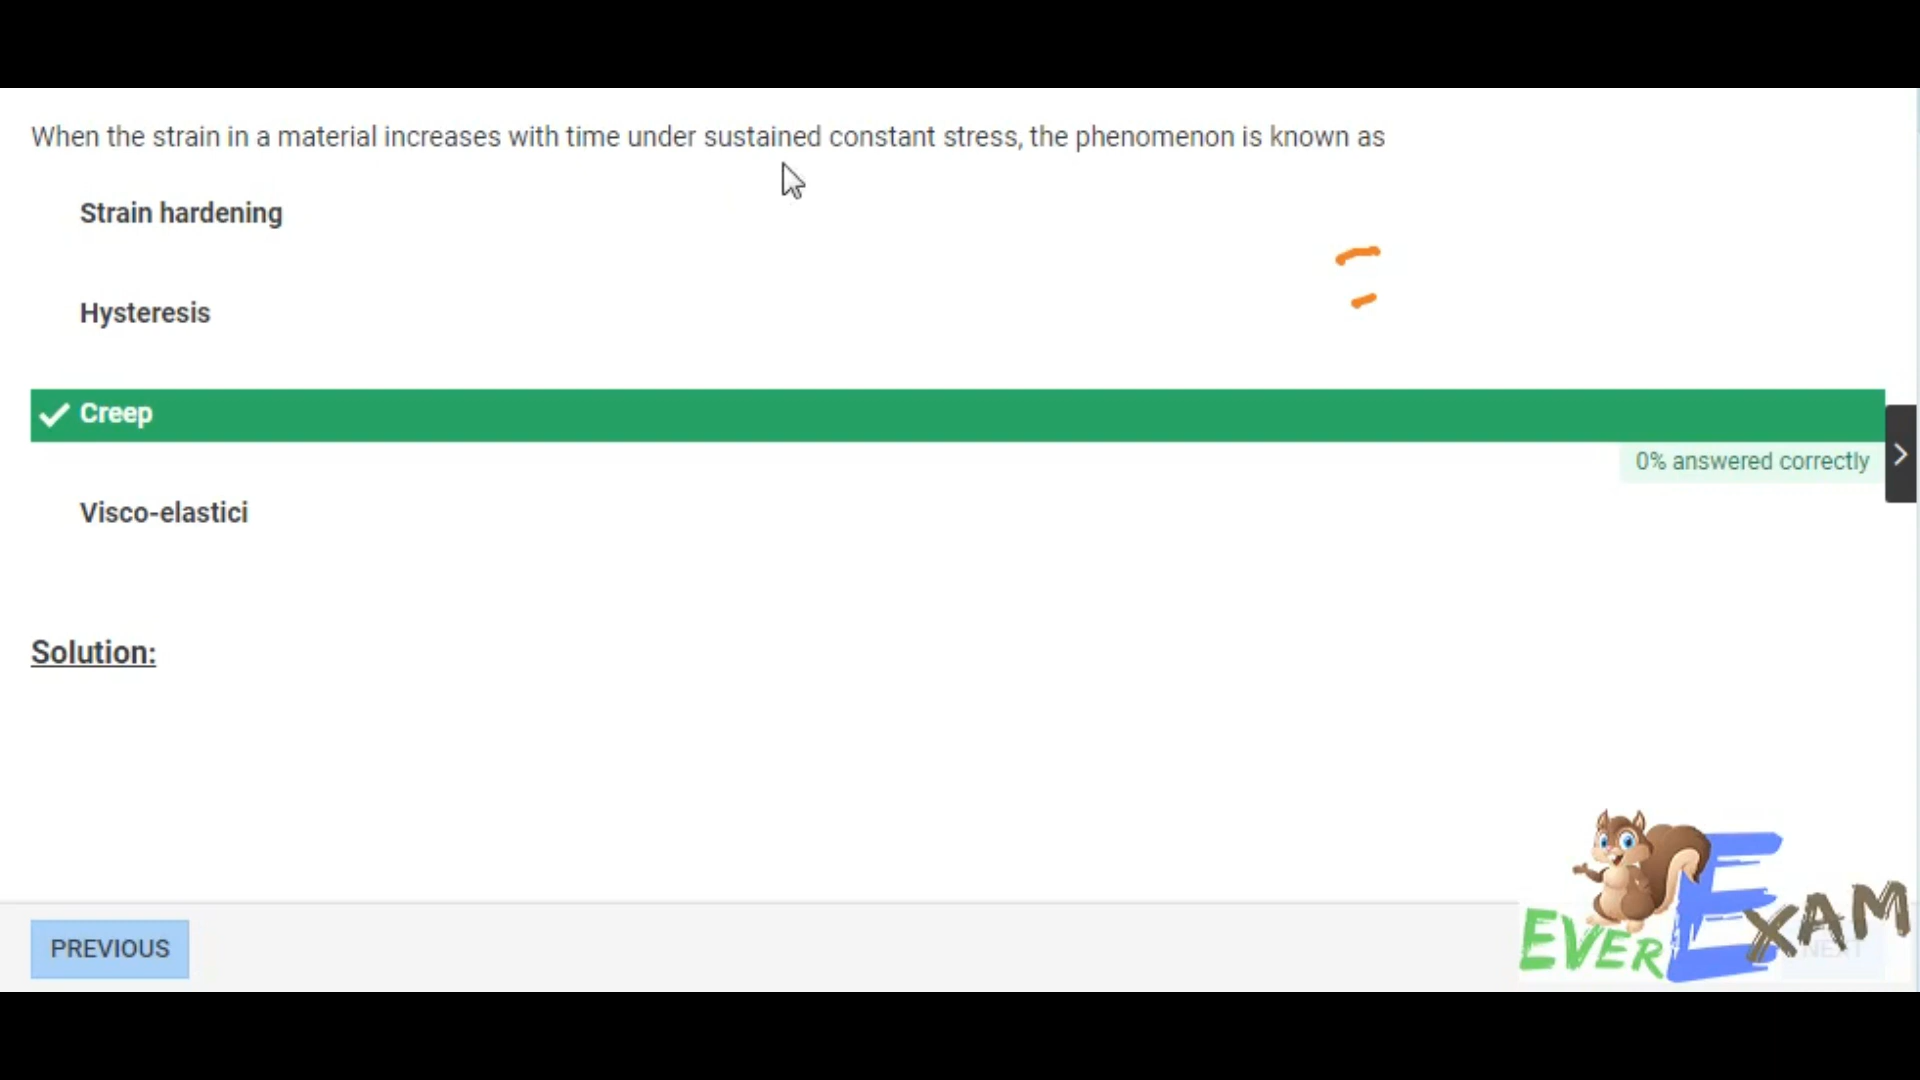 When the strain in a material increases with time under sustained constant stress, the phenomenon is known as
Strain hardening
Hysteresis
Creep
0% answered correctly
Visco-elastici
Solution:
PREVIOUS
NEXT
EVER EXAM